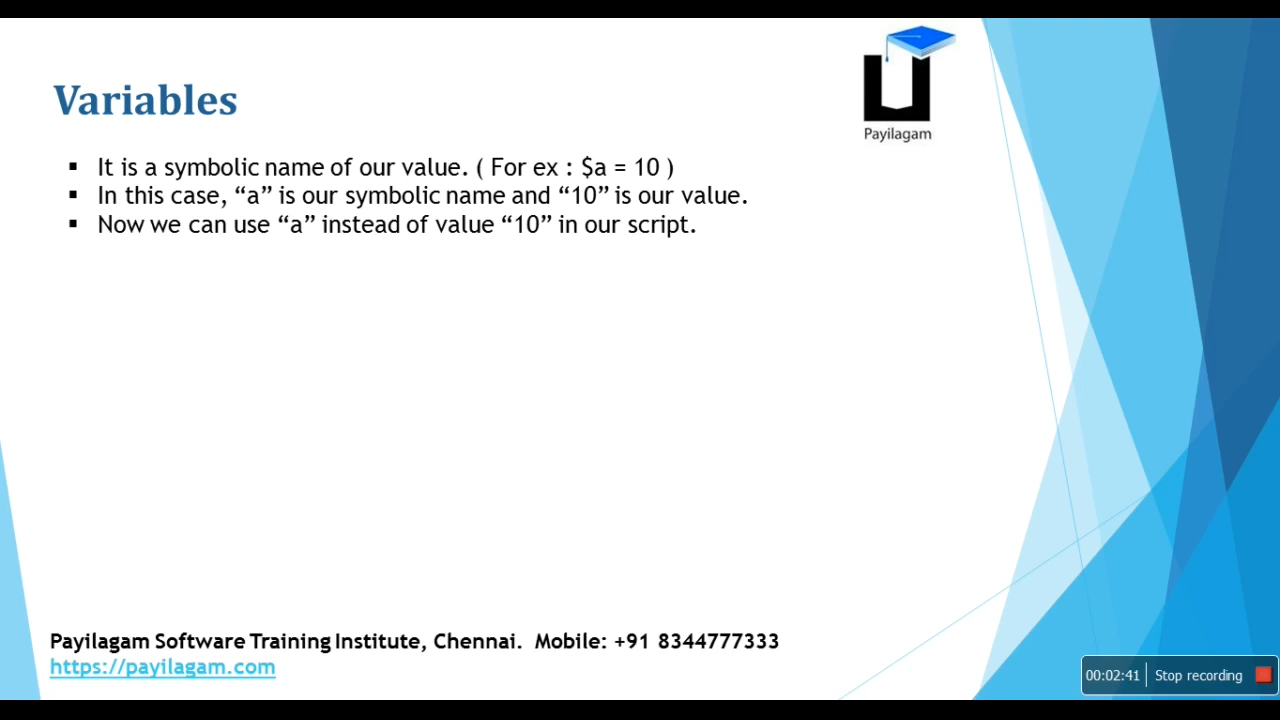 Payilagam
Variables
▪ It is a symbolic name of our value. ( For ex : $a = 10 )
▪ In this case, “a” is our symbolic name and “10” is our value.
▪ Now we can use “a” instead of value “10” in our script.
Payilagam Software Training Institute, Chennai. Mobile: +91 8344777333
https://payilagam.com
00:02:41 Stop recording